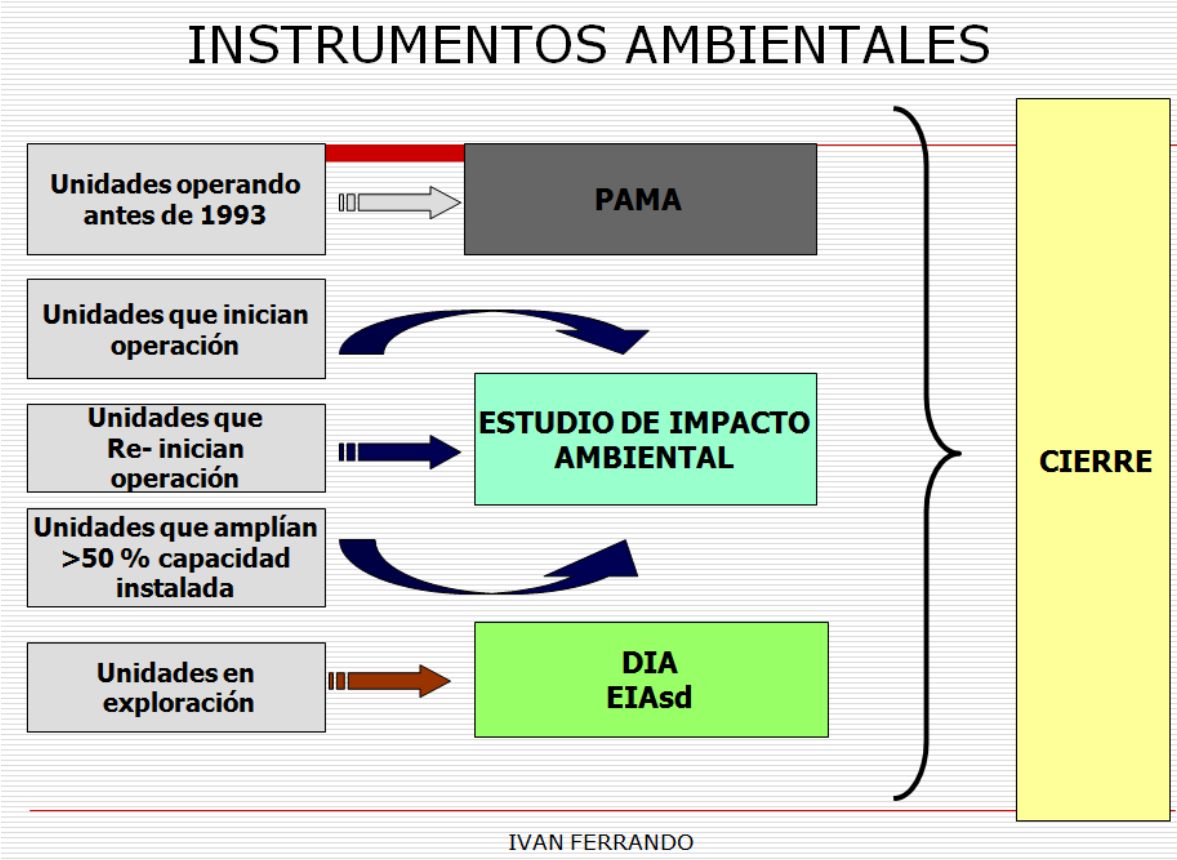 INSTRUMENTOS AMBIENTALES
Unidades operando
antes de 1993
PAMA
Unidades que inician
operación
Unidades que
Re- inician
operación
ESTUDIO DE IMPACTO
AMBIENTAL
Unidades que amplían
>50 % capacidad
instalada
Unidades en
exploración
DIA
EIAsd
CIERRE
IVAN FERRANDO